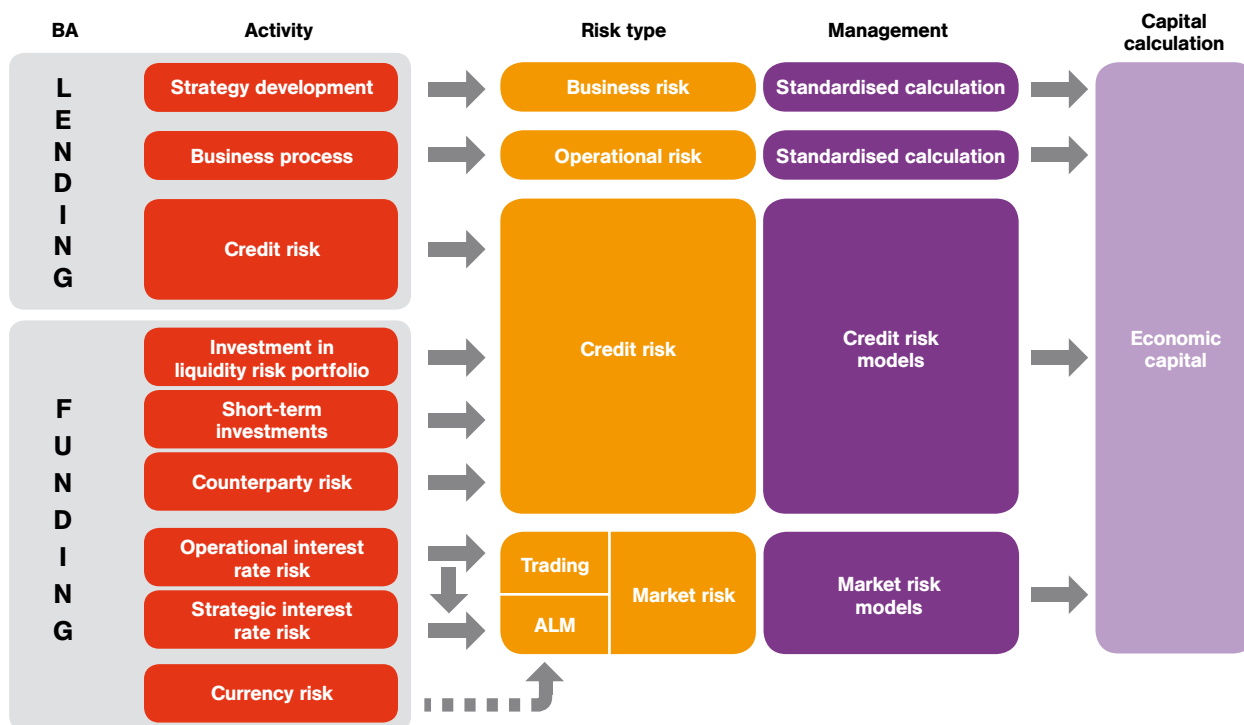 BA
Activity
Risk type
Management
Capital
calculation
LENDING
Strategy development
Business risk
Standardised calculation
Business process
Operational risk
Standardised calculation
Credit risk
Credit risk
Credit risk
models
Economic
capital
FUNDING
Investment in
liquidity risk portfolio
Short-term
investments
Counterparty risk
Operational interest
rate risk
Strategic interest
rate risk
Currency risk
Trading
ALM
Market risk
Market risk
models